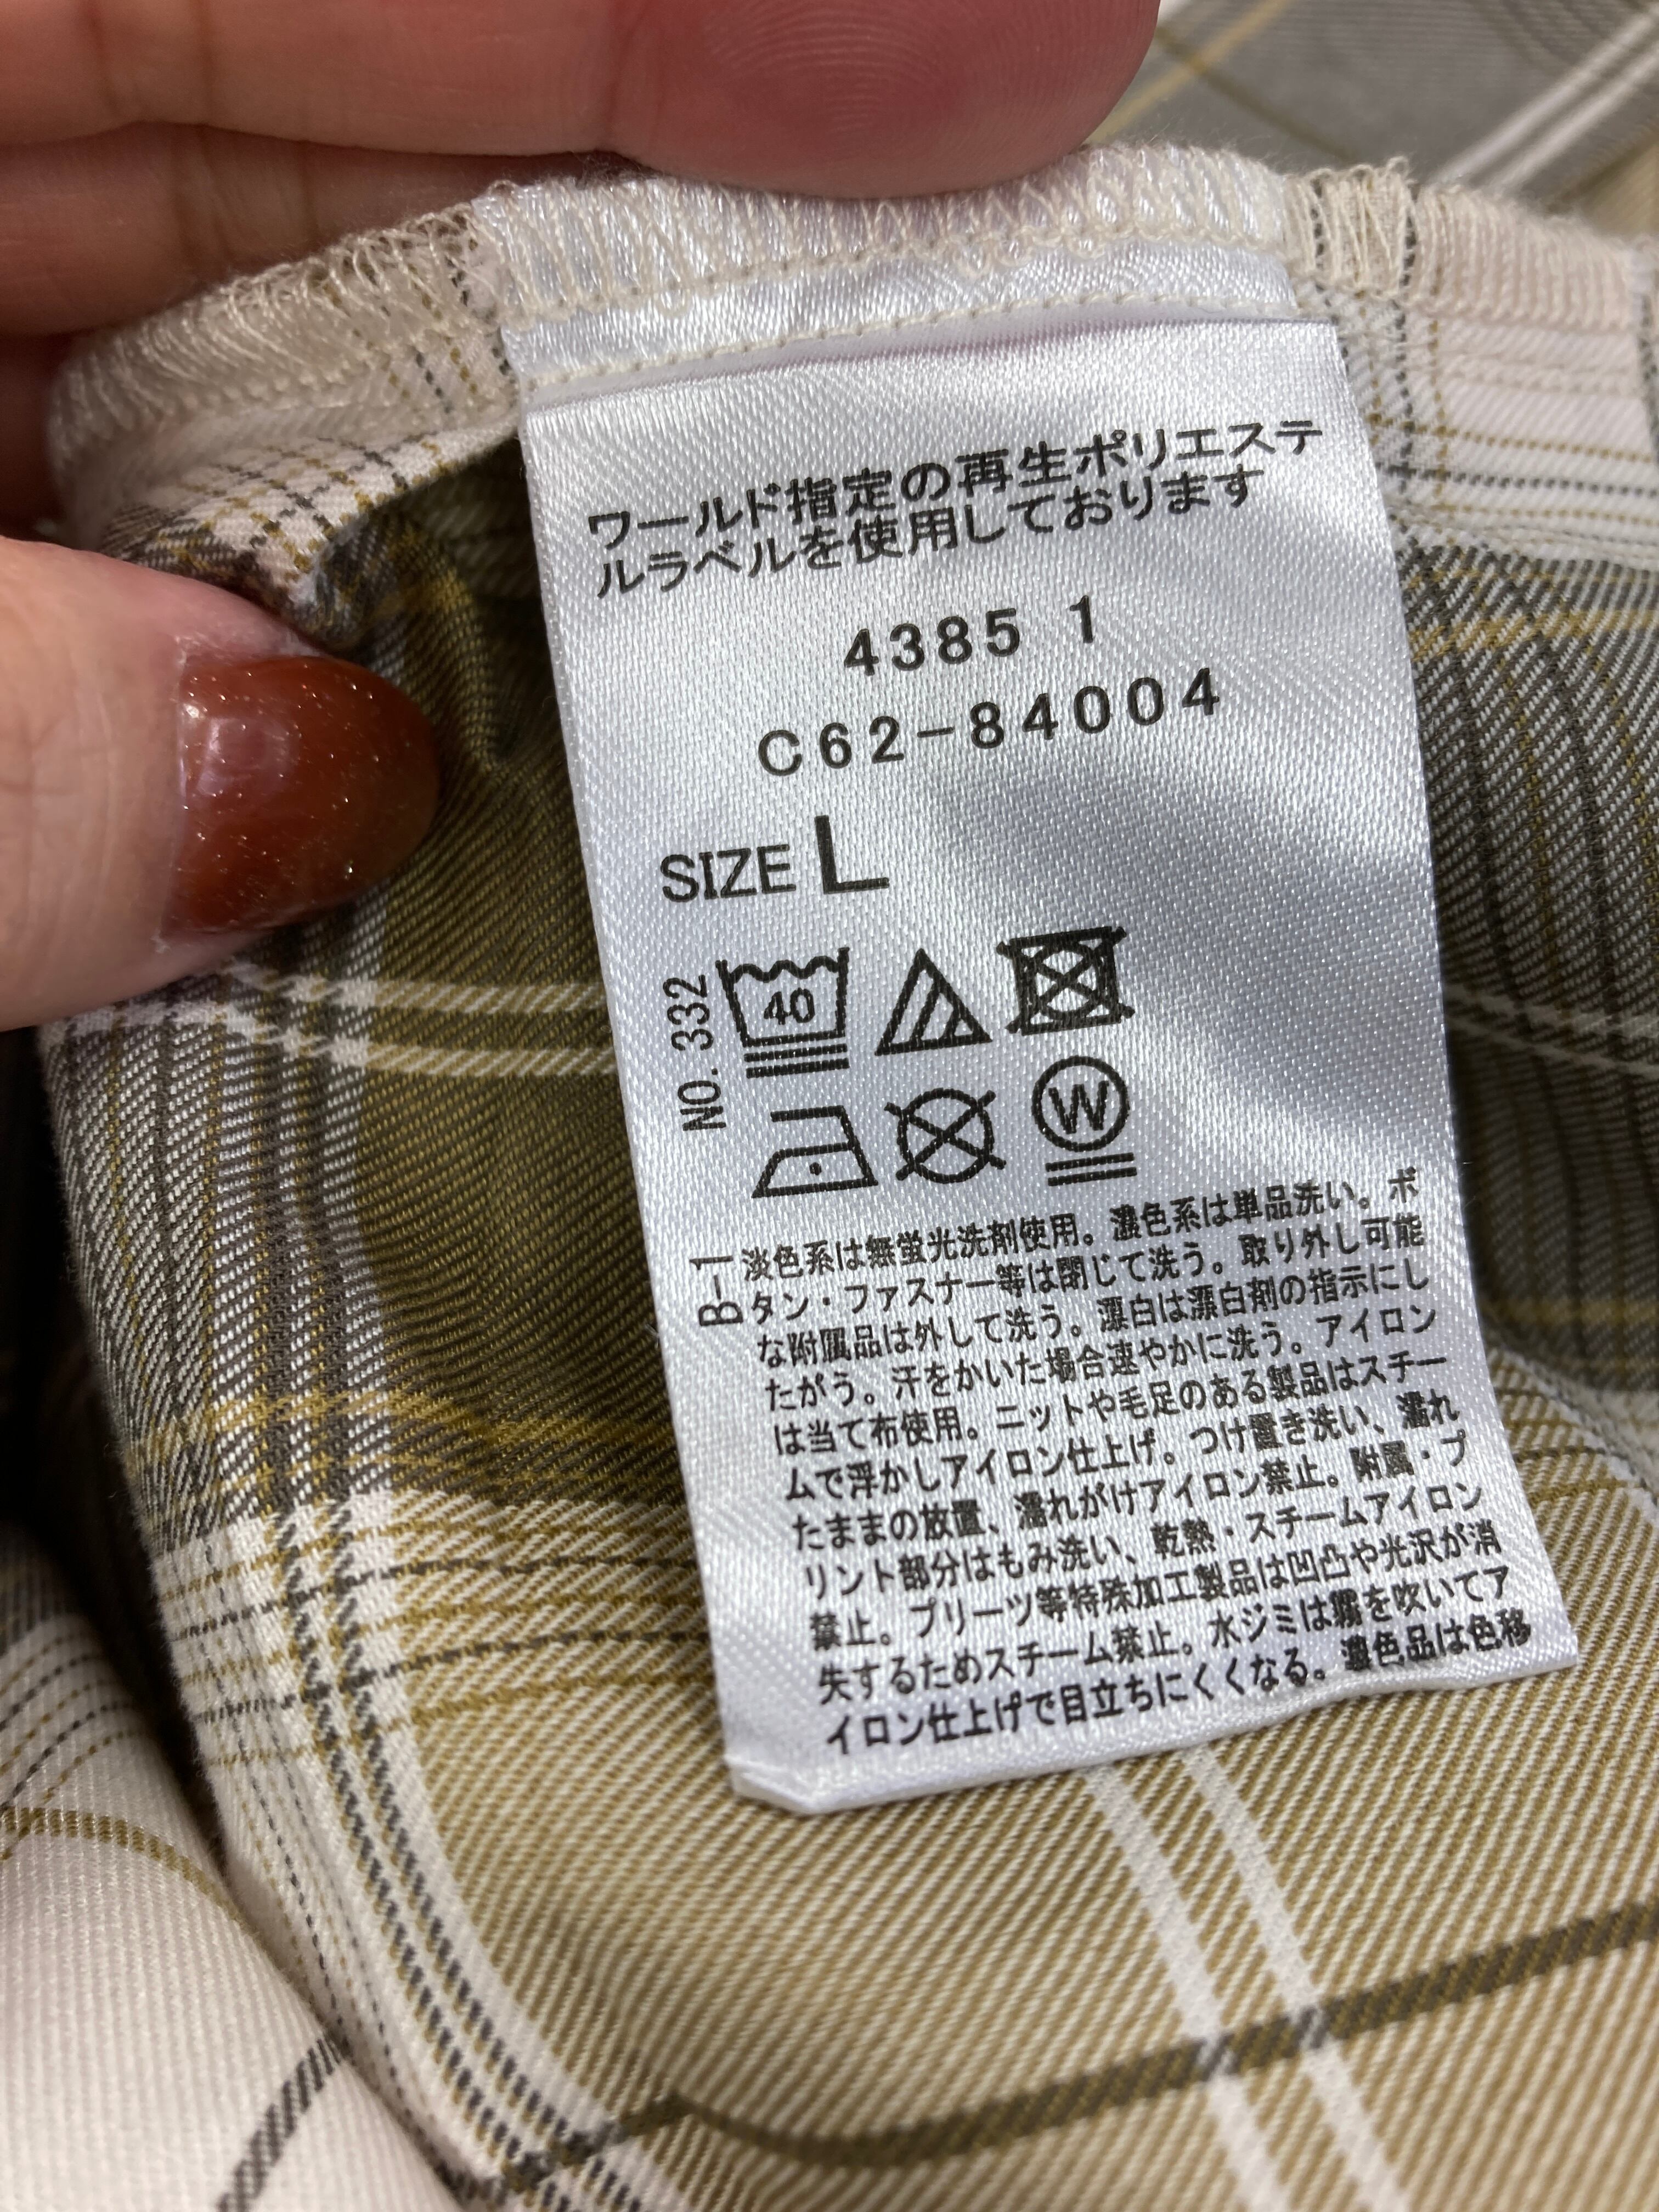 ワールド指定の再生ポリエステ
ルラベルを使用しております
4385 1
C62-84004
SIZE L
NO. 332
40
W
B-1
淡色系は無蛍光洗剤使用。濃色系は単品洗い。ボ
タン・ファスナー等は閉じて洗う。取り外し可能
な附属品は外して洗う。漂白は漂白剤の指示にし
たがう。汗をかいた場合速やかに洗う。アイロン
は当て布使用。ニットや毛足のある製品はスチー
ムで浮かしアイロン仕上げ。つけ置き洗い、濡れ
たままの放置、濡れがけアイロン禁止。附属・プ
リント部分はもみ洗い、乾熱・スチームアイロン
禁止。プリーツ等特殊加工製品は凹凸や光沢が消
失するためスチーム禁止。水ジミは霧を吹いてア
イロン仕上げで目立ちにくくなる。濃色品は色移